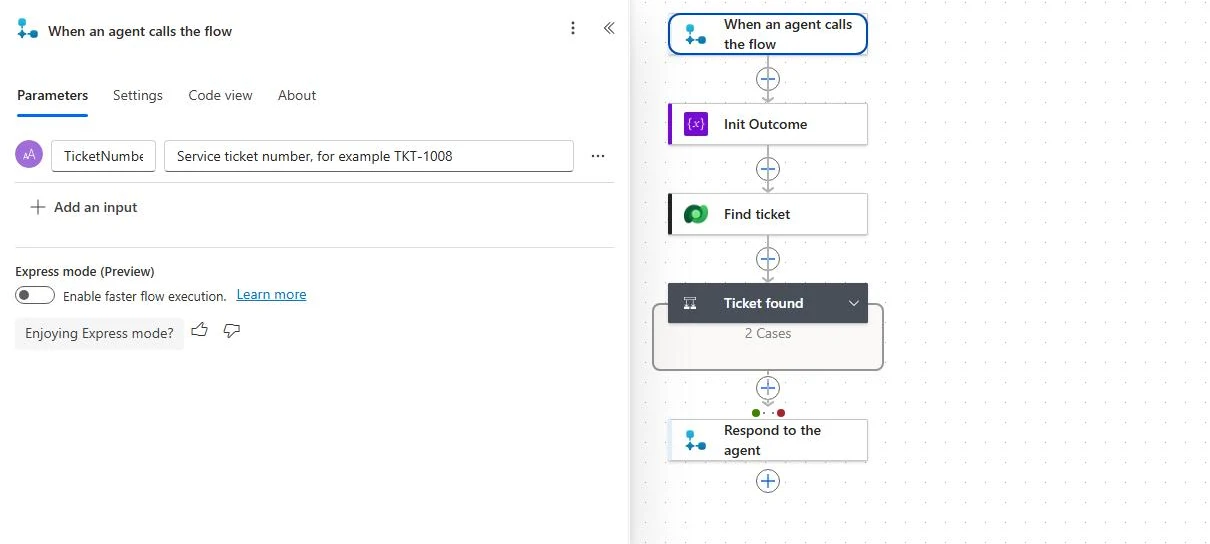 When an agent calls the flow
Parameters Settings Code view About
TicketNumbe Service ticket number, for example TKT-1008
Add an input
Express mode (Preview)
Enable faster flow execution. Learn more
Enjoying Express mode?
When an agent calls
the flow
{x} Init Outcome
Find ticket
Ticket found
2 Cases
Respond to the
agent